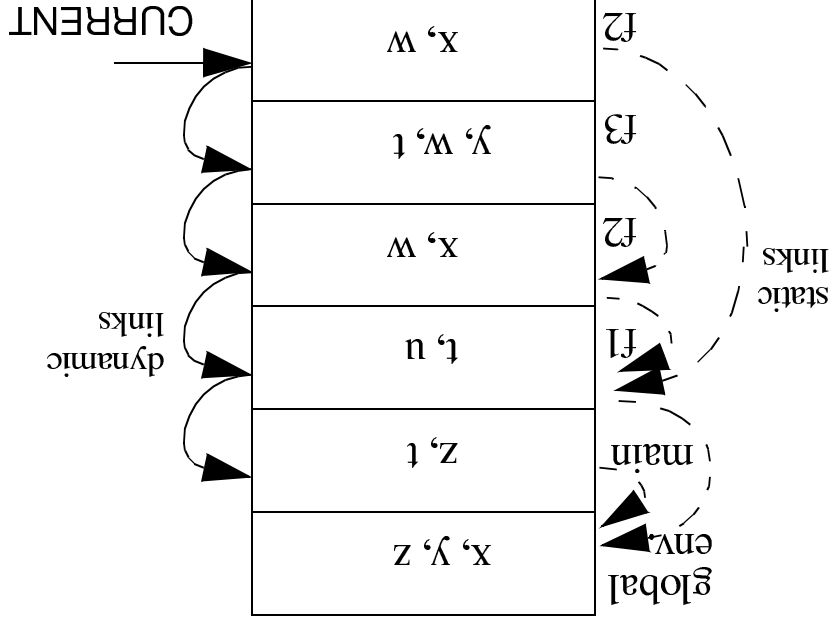 global
env.
x, y, z
main
z, t
f1
t, u
dynamic
links
static
links
f2
x, w
f3
y, w, t
f2
x, w
CURRENT